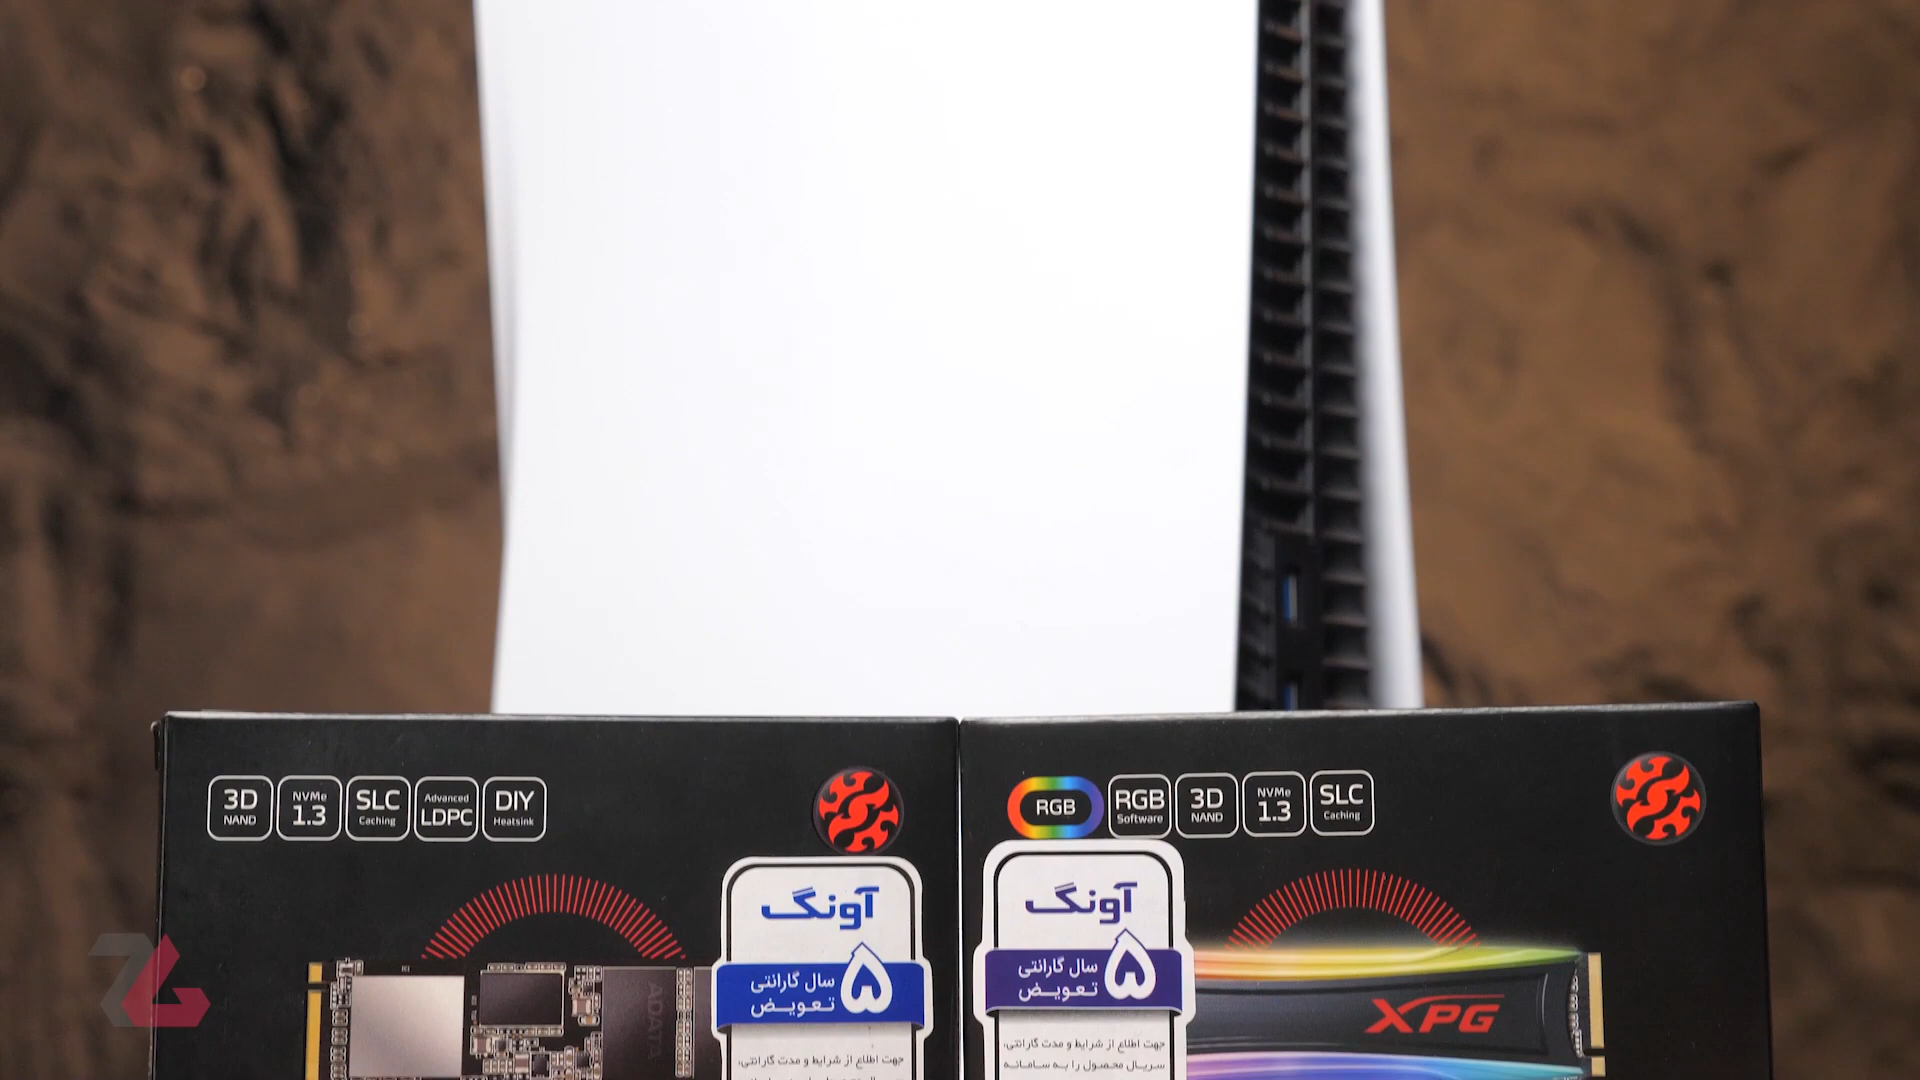 3D
NAND
NVMe
1.3
SLC
Caching
Advanced
LDPC
DIY
Heatsink
RGB
RGB
Software
3D
NAND
NVMe
1.3
SLC
Caching
آونگ
۵ سال گارانتی
تعویض
جهت اطلاع از شرایط و مدت گارانتی،
ADATA
آونگ
۵ سال گارانتی
تعویض
جهت اطلاع از شرایط و مدت گارانتی،
سریال محصول را به سامانه
XPG